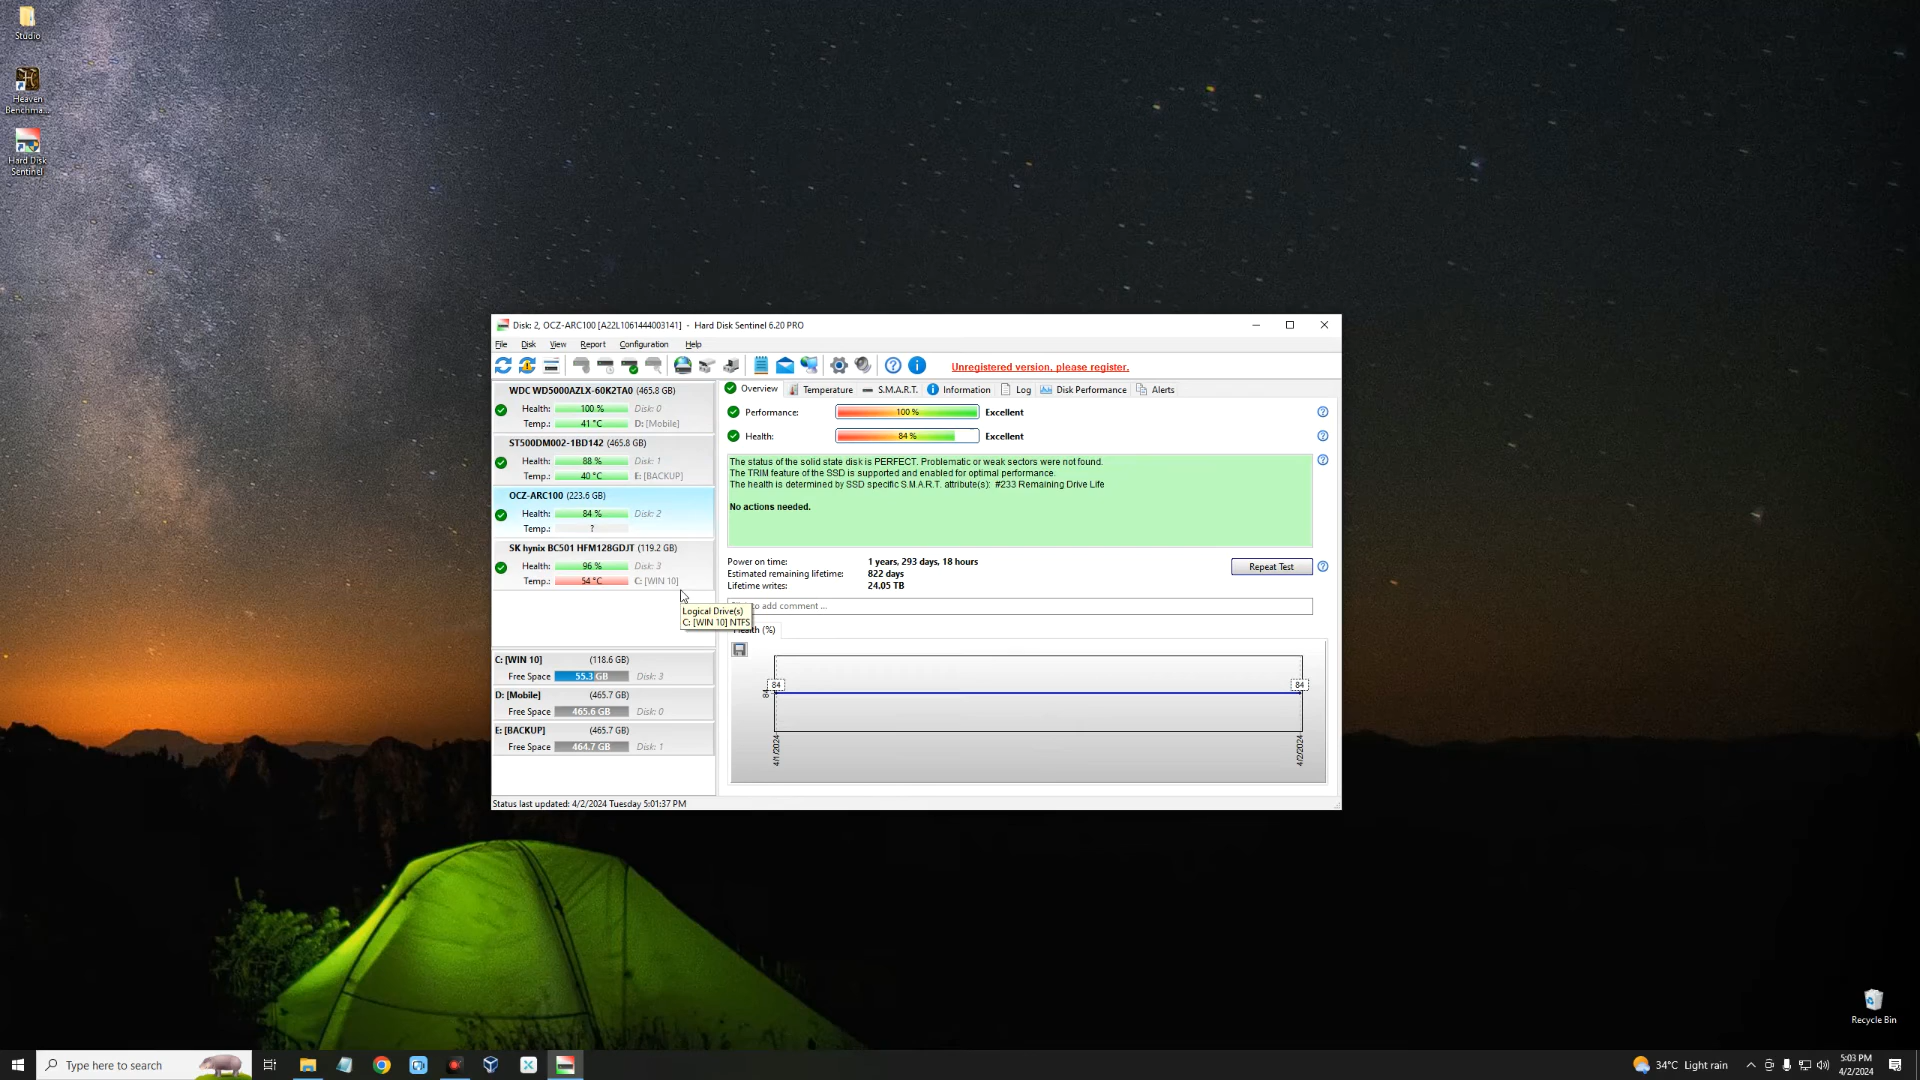 Studio
Heaven
Benchma...
Hard Disk
Sentinel
Disk: 2, OCZ-ARC100 [A22L1061444003141] - Hard Disk Sentinel 6.20 PRO
File Disk View Report Configuration Help
Unregistered version, please register.
WDC WD5000AZLX-60K2TA0 (465.8 GB)
Health: 100 % Disk: 0
Temp.: 41 °C D: [Mobile]
ST500DM002-1BD142 (465.8 GB)
Health: 88 % Disk: 1
Temp.: 40 °C E: [BACKUP]
OCZ-ARC100 (223.6 GB)
Health: 84 % Disk: 2
Temp.: ?
SK hynix BC501 HFM128GDJT (119.2 GB)
Health: 96 % Disk: 3
Temp.: 54 °C C: [WIN 10]
Logical Drive(s)
C: [WIN 10] NTFS
C: [WIN 10] (118.6 GB)
Free Space 55.3 GB Disk: 3
D: [Mobile] (465.7 GB)
Free Space 465.6 GB Disk: 0
E: [BACKUP] (465.7 GB)
Free Space 464.7 GB Disk: 1
Overview Temperature S.M.A.R.T. Information Log Disk Performance Alerts
Performance: 100 % Excellent
Health: 84 % Excellent
The status of the solid state disk is PERFECT. Problematic or weak sectors were not found.
The TRIM feature of the SSD is supported and enabled for optimal performance.
The health is determined by SSD specific S.M.A.R.T. attribute(s): #233 Remaining Drive Life
No actions needed.
Power on time: 1 years, 293 days, 18 hours
Estimated remaining lifetime: 822 days
Lifetime writes: 24.05 TB
Repeat Test
to add comment ...
(%)
84
84
84
4/1/2024
4/2/2024
Status last updated: 4/2/2024 Tuesday 5:01:37 PM
Recycle Bin
Type here to search
34°C Light rain
5:03 PM
4/2/2024